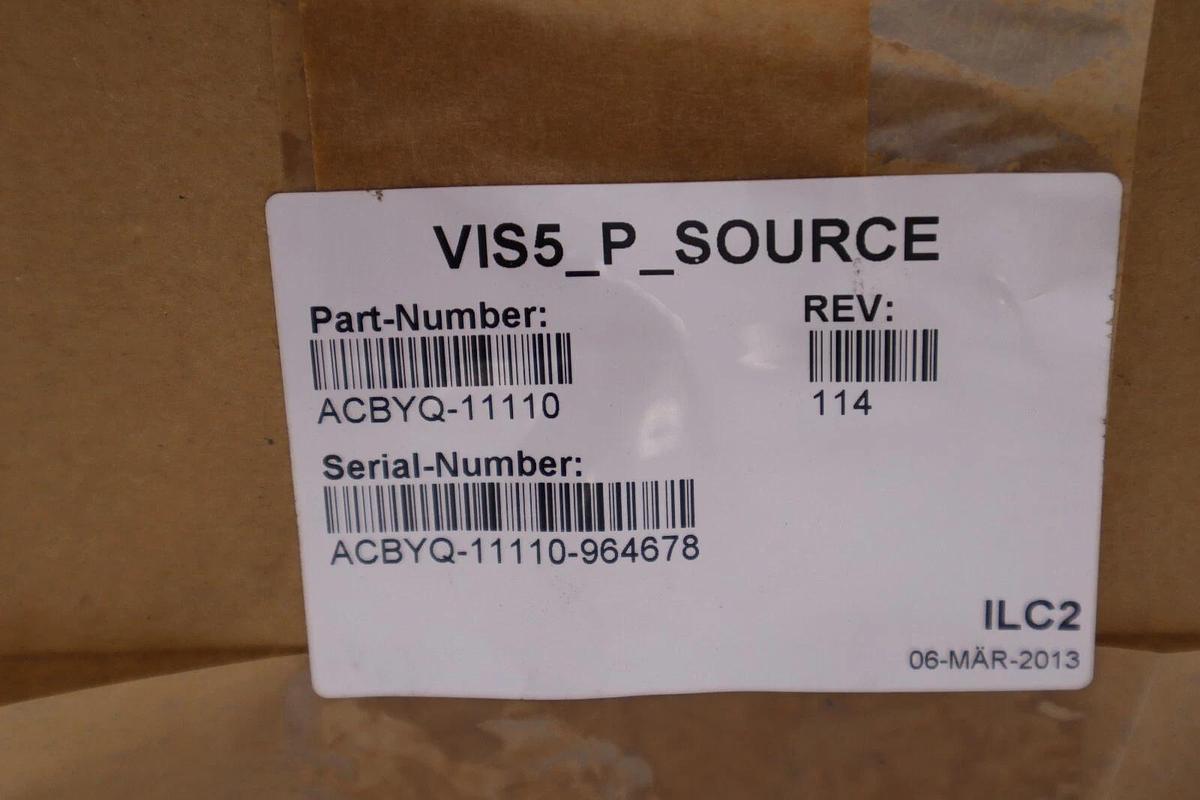 VIS5_P_SOURCE
Part-Number:
ACBYQ-11110
REV:
114
Serial-Number:
ACBYQ-11110-964678
ILC2
06-MÄR-2013